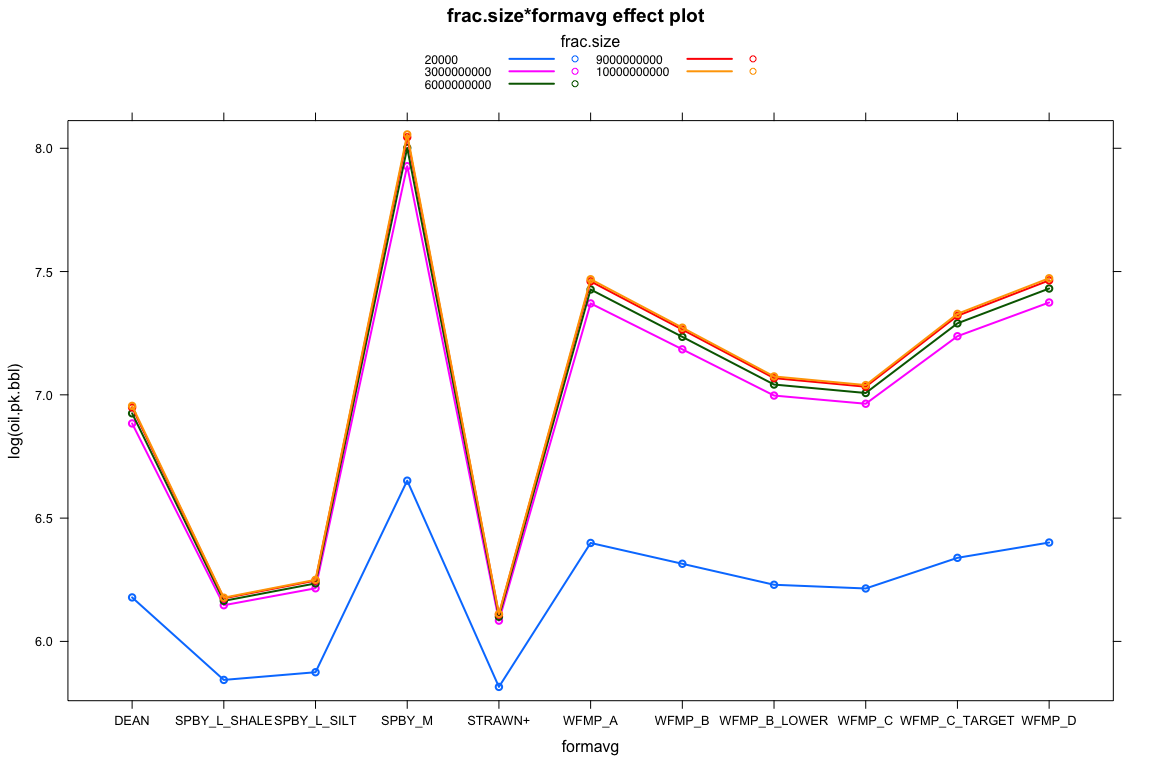 frac.size*formavg effect plot
frac.size
20000 9000000000
3000000000 10000000000
6000000000
8.0
7.5
7.0
6.5
6.0
log(oil.pk.bbl)
DEAN SPBY_L_SHALE SPBY_L_SILT SPBY_M STRAWN+ WFMP_A WFMP_B WFMP_B_LOWER WFMP_C WFMP_C_TARGET WFMP_D
formavg